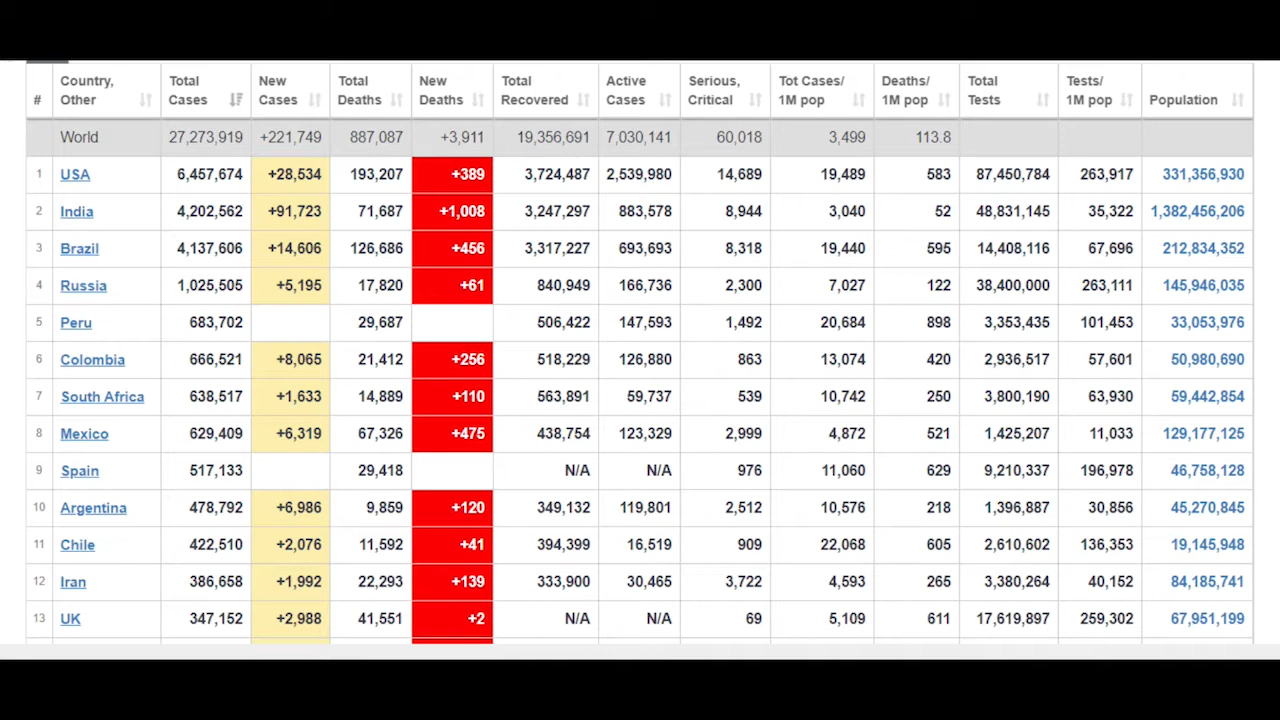 # Country, Other Total Cases New Cases Total Deaths New Deaths Total Recovered Active Cases Serious, Critical Tot Cases/ 1M pop Deaths/ 1M pop Total Tests Tests/ 1M pop Population
World 27,273,919 +221,749 887,087 +3,911 19,356,691 7,030,141 60,018 3,499 113.8
1 USA 6,457,674 +28,534 193,207 +389 3,724,487 2,539,980 14,689 19,489 583 87,450,784 263,917 331,356,930
2 India 4,202,562 +91,723 71,687 +1,008 3,247,297 883,578 8,944 3,040 52 48,831,145 35,322 1,382,456,206
3 Brazil 4,137,606 +14,606 126,686 +456 3,317,227 693,693 8,318 19,440 595 14,408,116 67,696 212,834,352
4 Russia 1,025,505 +5,195 17,820 +61 840,949 166,736 2,300 7,027 122 38,400,000 263,111 145,946,035
5 Peru 683,702 29,687 506,422 147,593 1,492 20,684 898 3,353,435 101,453 33,053,976
6 Colombia 666,521 +8,065 21,412 +256 518,229 126,880 863 13,074 420 2,936,517 57,601 50,980,690
7 South Africa 638,517 +1,633 14,889 +110 563,891 59,737 539 10,742 250 3,800,190 63,930 59,442,854
8 Mexico 629,409 +6,319 67,326 +475 438,754 123,329 2,999 4,872 521 1,425,207 11,033 129,177,125
9 Spain 517,133 29,418 N/A N/A 976 11,060 629 9,210,337 196,978 46,758,128
10 Argentina 478,792 +6,986 9,859 +120 349,132 119,801 2,512 10,576 218 1,396,887 30,856 45,270,845
11 Chile 422,510 +2,076 11,592 +41 394,399 16,519 909 22,068 605 2,610,602 136,353 19,145,948
12 Iran 386,658 +1,992 22,293 +139 333,900 30,465 3,722 4,593 265 3,380,264 40,152 84,185,741
13 UK 347,152 +2,988 41,551 +2 N/A N/A 69 5,109 611 17,619,897 259,302 67,951,199